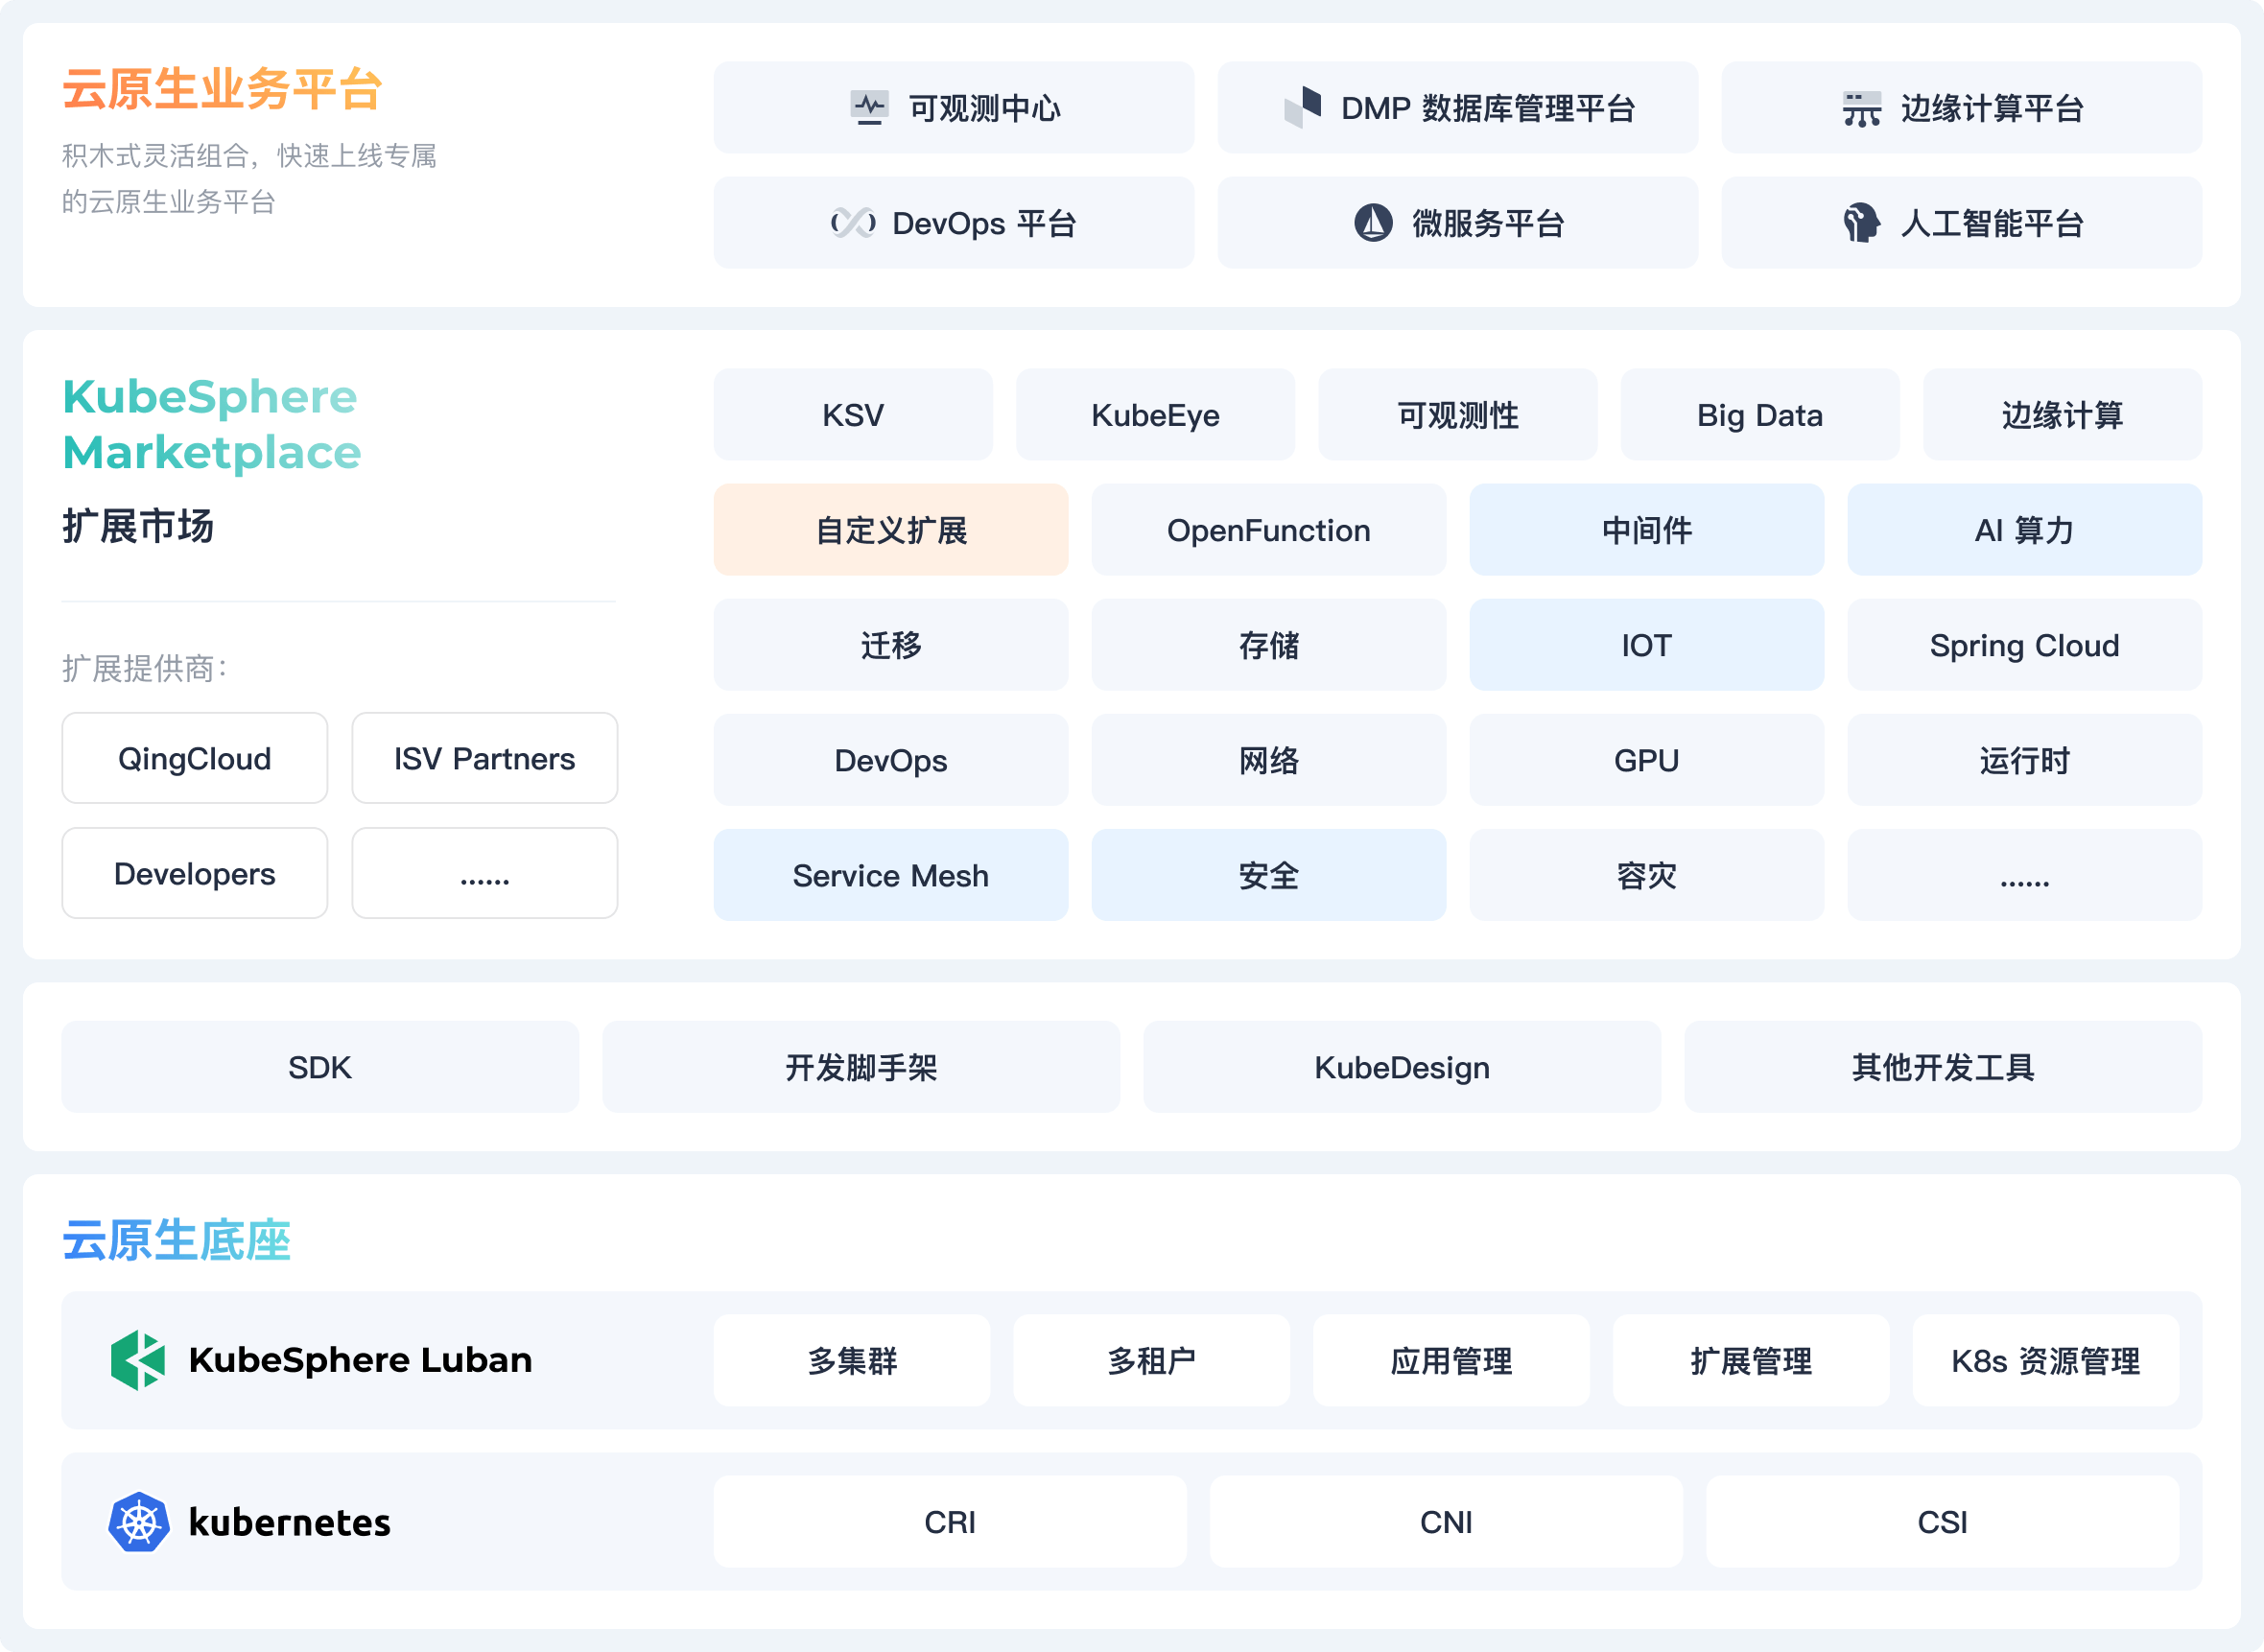 云原生业务平台
积木式灵活组合，快速上线专属
的云原生业务平台
可观测中心
DMP 数据库管理平台
边缘计算平台
DevOps 平台
微服务平台
人工智能平台
KubeSphere
Marketplace
扩展市场
扩展提供商：
QingCloud
ISV Partners
Developers
......
KSV
KubeEye
可观测性
Big Data
边缘计算
自定义扩展
OpenFunction
中间件
AI 算力
迁移
存储
IOT
Spring Cloud
DevOps
网络
GPU
运行时
Service Mesh
安全
容灾
......
SDK
开发脚手架
KubeDesign
其他开发工具
云原生底座
KubeSphere Luban
多集群
多租户
应用管理
扩展管理
K8s 资源管理
kubernetes
CRI
CNI
CSI